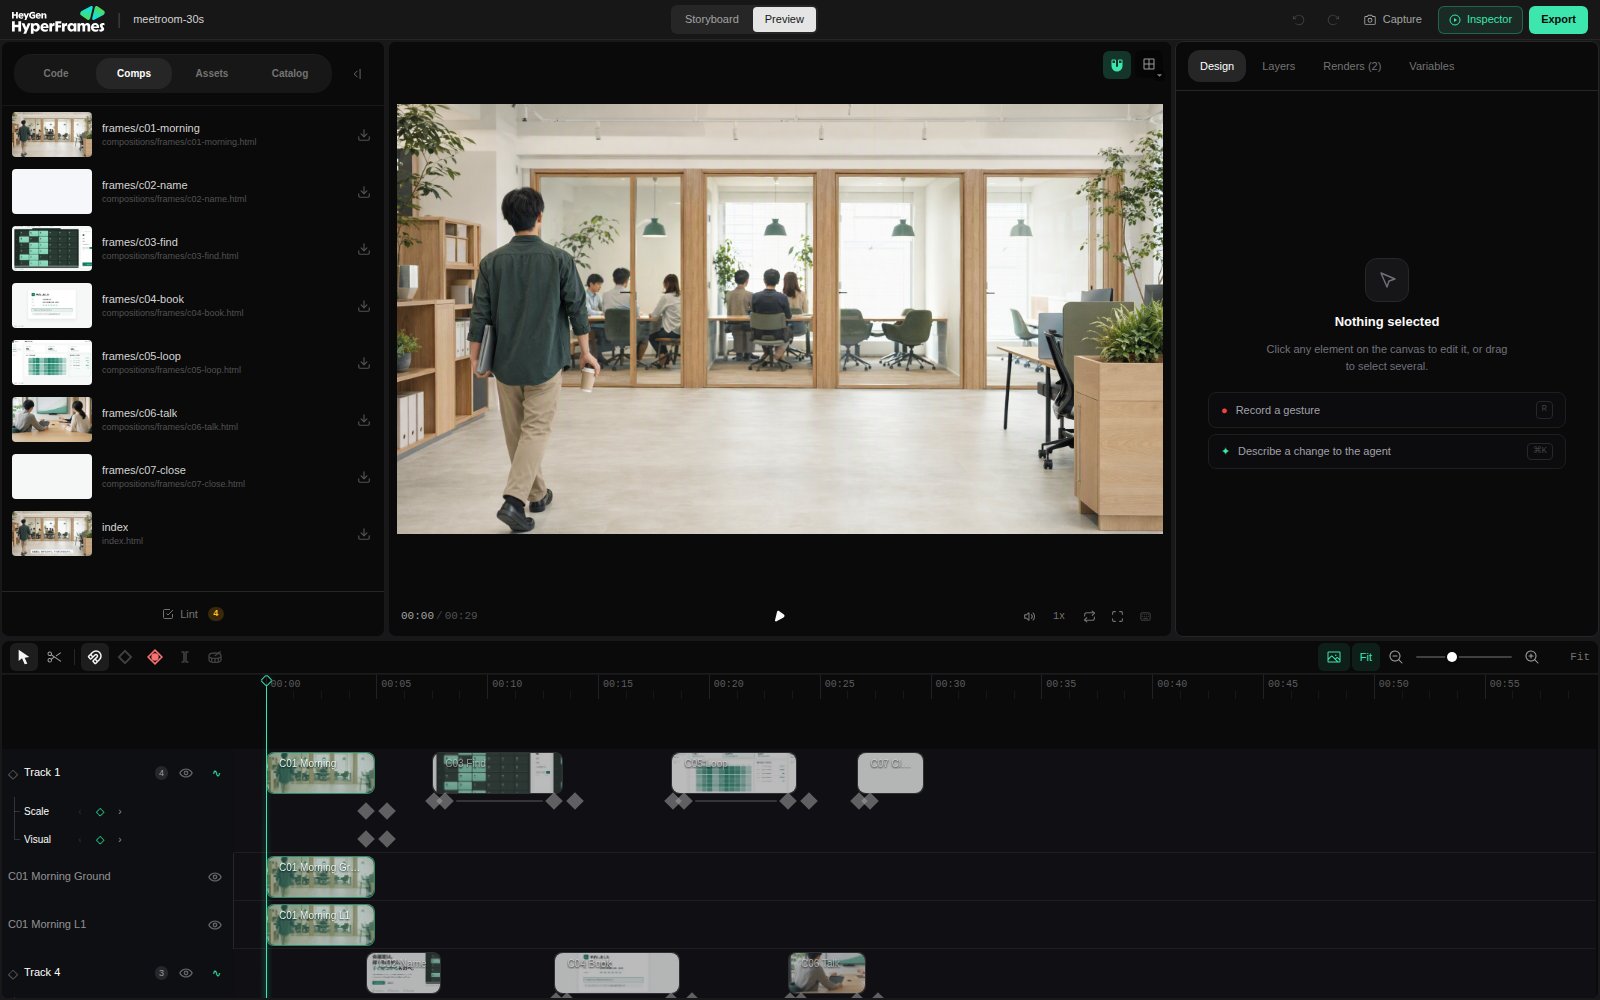 HeyGen
HyperFrames
meetroom-30s
Storyboard
Preview
Capture
Inspector
Export
Code
Comps
Assets
Catalog
frames/c01-morning
compositions/frames/c01-morning.html
frames/c02-name
compositions/frames/c02-name.html
frames/c03-find
compositions/frames/c03-find.html
frames/c04-book
compositions/frames/c04-book.html
frames/c05-loop
compositions/frames/c05-loop.html
frames/c06-talk
compositions/frames/c06-talk.html
frames/c07-close
compositions/frames/c07-close.html
index
index.html
Lint 4
00:00 / 00:29
1x
Design
Layers
Renders (2)
Variables
Nothing selected
Click any element on the canvas to edit it, or drag
to select several.
Record a gesture R
Describe a change to the agent ⌘K
Fit
Fit
00:00 00:05 00:10 00:15 00:20 00:25 00:30 00:35 00:40 00:45 00:50 00:55
Track 1 4
C01 Morning
C03 Find
C05 Loop
C07 Cl...
Scale
Visual
C01 Morning Ground
C01 Morning Gr...
C01 Morning L1
C01 Morning L1
Track 4 3
Name
C04 Book
C06 Talk